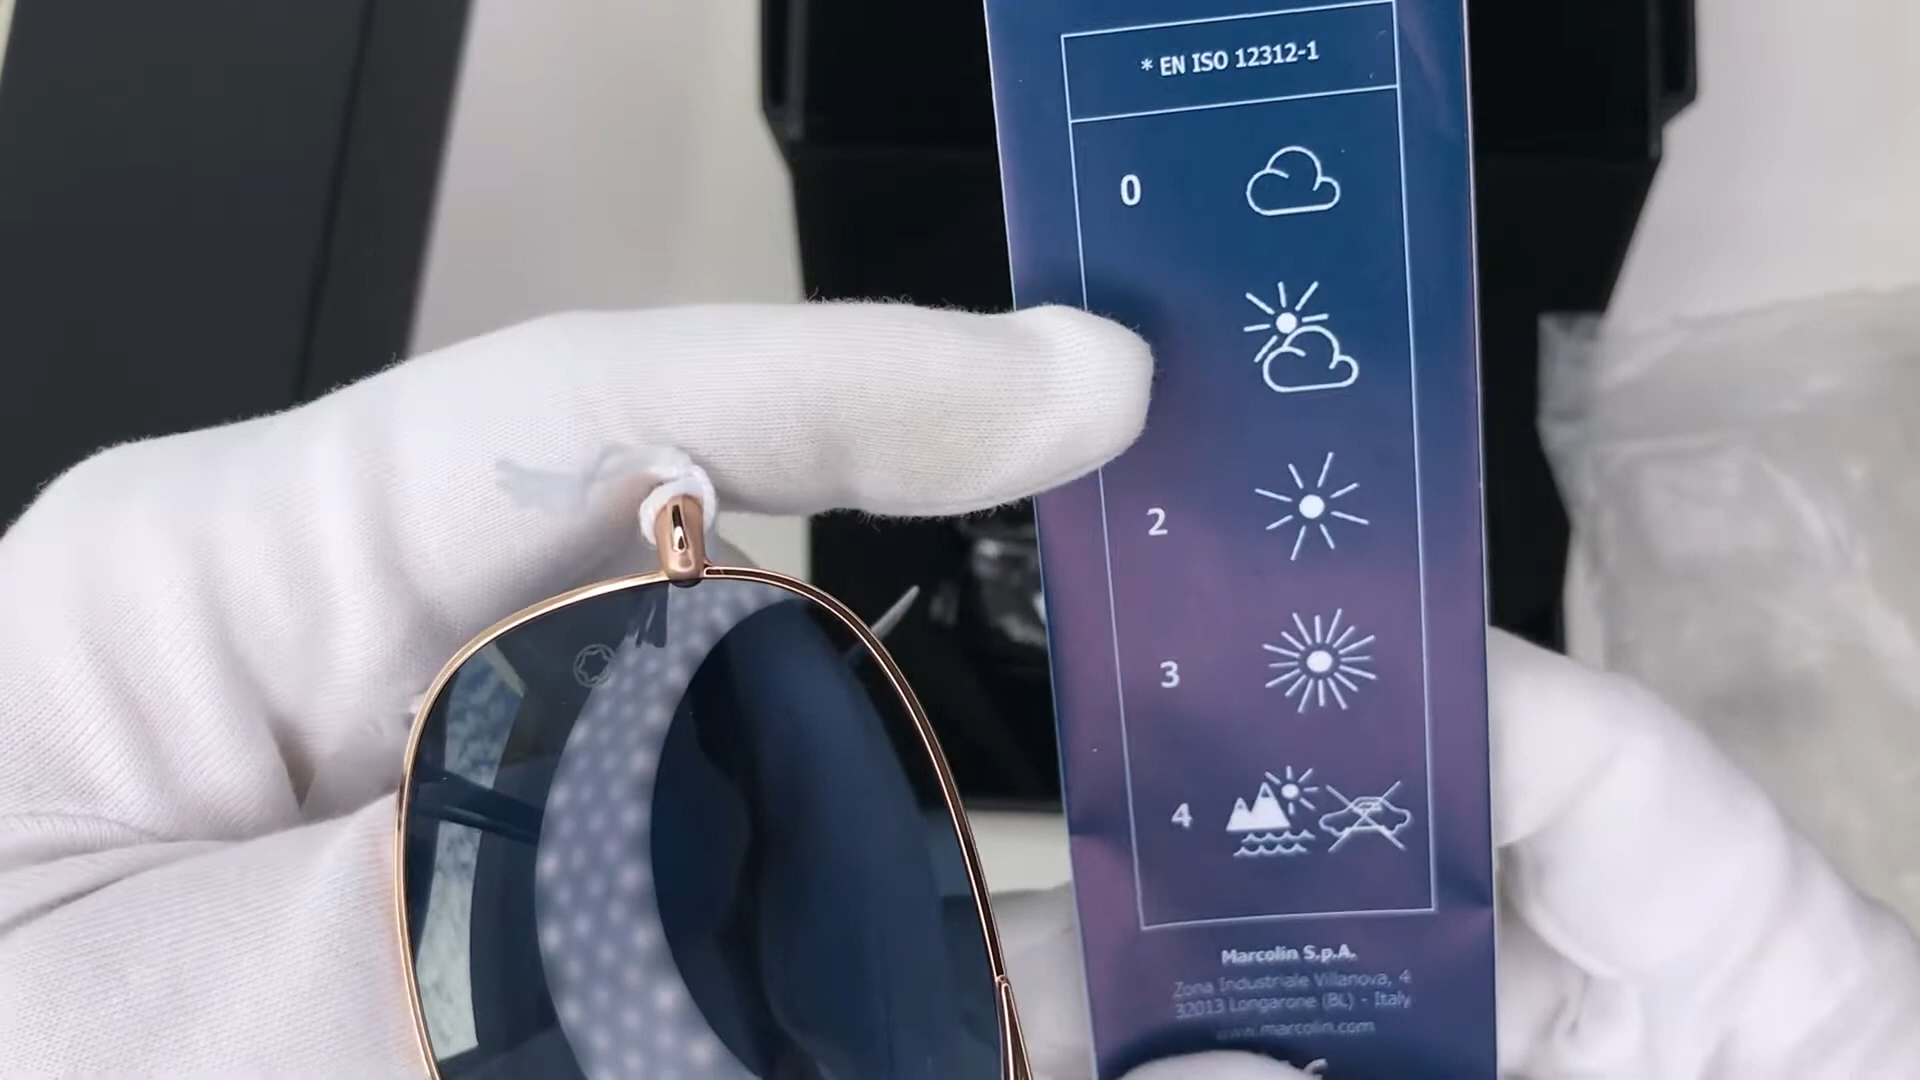 * EN ISO 12312-1
0
2
3
4
Marcolin S.p.A.
Zona Industriale Villanova, 4
32013 Longarone (BL) - Italy
www.marcolin.com